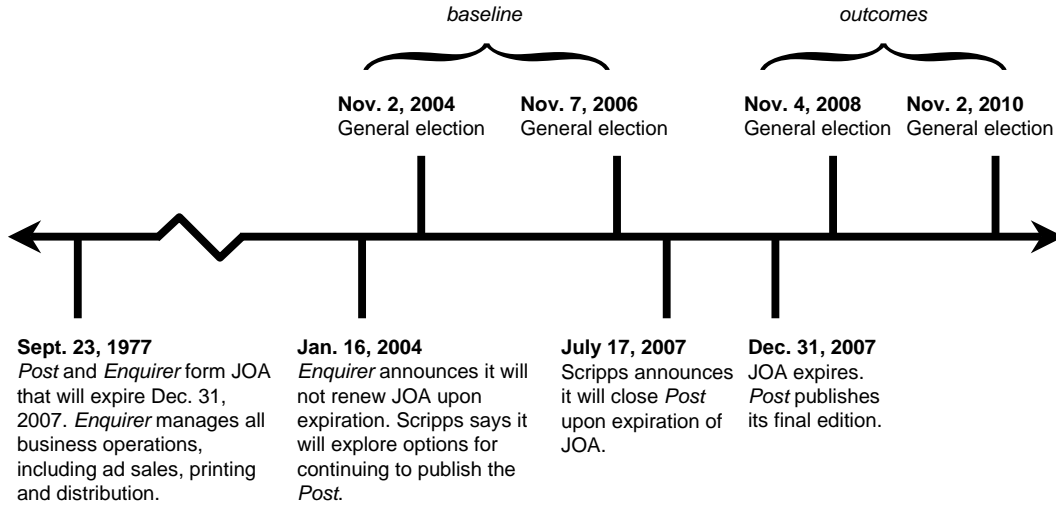 baseline
outcomes
Nov. 2, 2004
General election
Nov. 7, 2006
General election
Nov. 4, 2008
General election
Nov. 2, 2010
General election
Sept. 23, 1977
Post and Enquirer form JOA
that will expire Dec. 31,
2007. Enquirer manages all
business operations,
including ad sales, printing
and distribution.
Jan. 16, 2004
Enquirer announces it will
not renew JOA upon
expiration. Scripps says it
will explore options for
continuing to publish the
Post.
July 17, 2007
Scripps announces
it will close Post
upon expiration of
JOA.
Dec. 31, 2007
JOA expires.
Post publishes
its final edition.